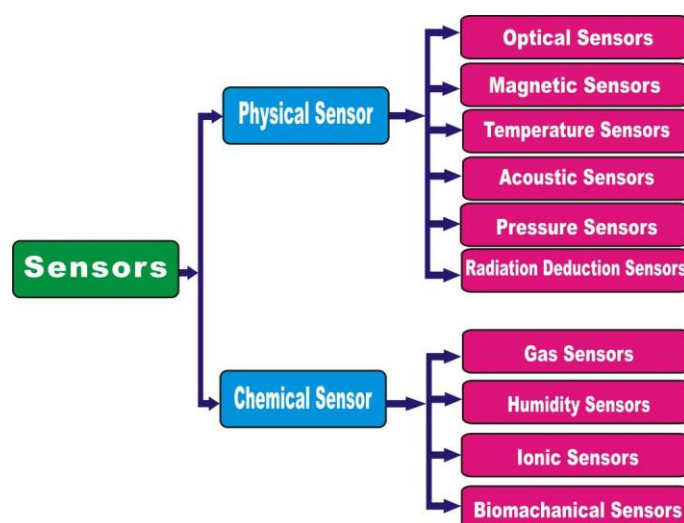 Sensors
Physical Sensor
Optical Sensors
Magnetic Sensors
Temperature Sensors
Acoustic Sensors
Pressure Sensors
Radiation Deduction Sensors
Chemical Sensor
Gas Sensors
Humidity Sensors
Ionic Sensors
Biomachanical Sensors